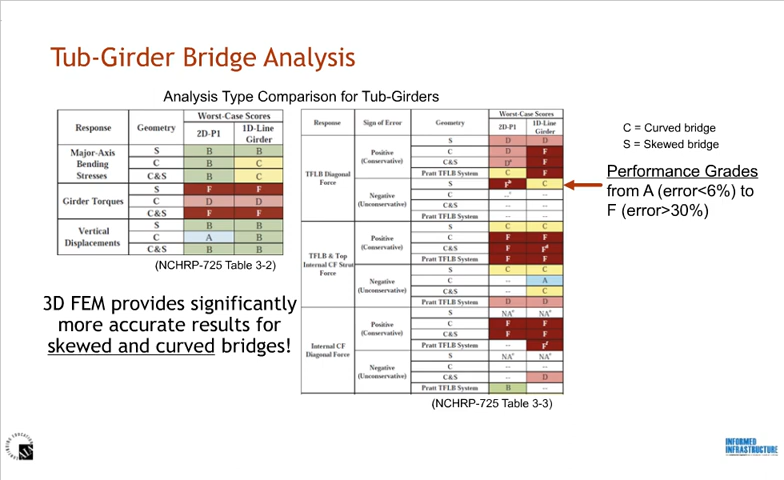 Tub-Girder Bridge Analysis
Analysis Type Comparison for Tub-Girders
Response Geometry Worst-Case Scores
2D-P1 1D-Line Girder
Major-Axis Bending Stresses S B B
C B C
C&S B C
Girder Torques S F F
C D D
C&S F F
Vertical Displacements S B B
C A B
C&S B B
(NCHRP-725 Table 3-2)
3D FEM provides significantly
more accurate results for
skewed and curved bridges!
Response Sign of Error Geometry Worst-Case Scores
2D-P1 1D-Line Girder
TFLB Diagonal Force Positive (Conservative) S D D
C D F
C&S D F
Pratt TFLB System C F
Negative (Unconservative) S F C
C -- --
C&S -- --
Pratt TFLB System -- --
TFLB & Top Internal CF Strut Force Positive (Conservative) S C C
C F F
C&S F F
Pratt TFLB System F F
Negative (Unconservative) S C C
C -- A
C&S -- C
Pratt TFLB System D D
Internal CF Diagonal Force Positive (Conservative) S NA NA
C F F
C&S F F
Pratt TFLB System -- F
Negative (Unconservative) S NA NA
C -- --
C&S -- D
Pratt TFLB System B --
(NCHRP-725 Table 3-3)
C = Curved bridge
S = Skewed bridge
Performance Grades
from A (error<6%) to
F (error>30%)
CONTINUING EDUCATION
INFORMED
INFRASTRUCTURE